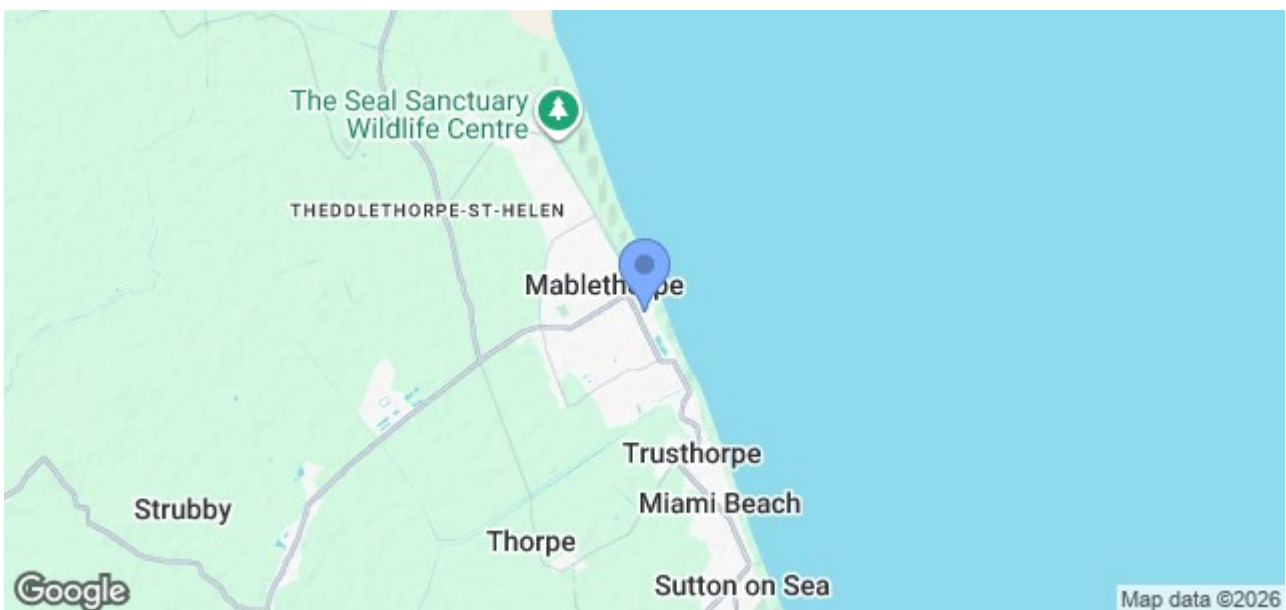 The Seal Sanctuary
Wildlife Centre
THEDDLETHORPE-ST-HELEN
Mablethorpe
Trusthorpe
Miami Beach
Strubby
Thorpe
Sutton on Sea
Google
Map data ©2026